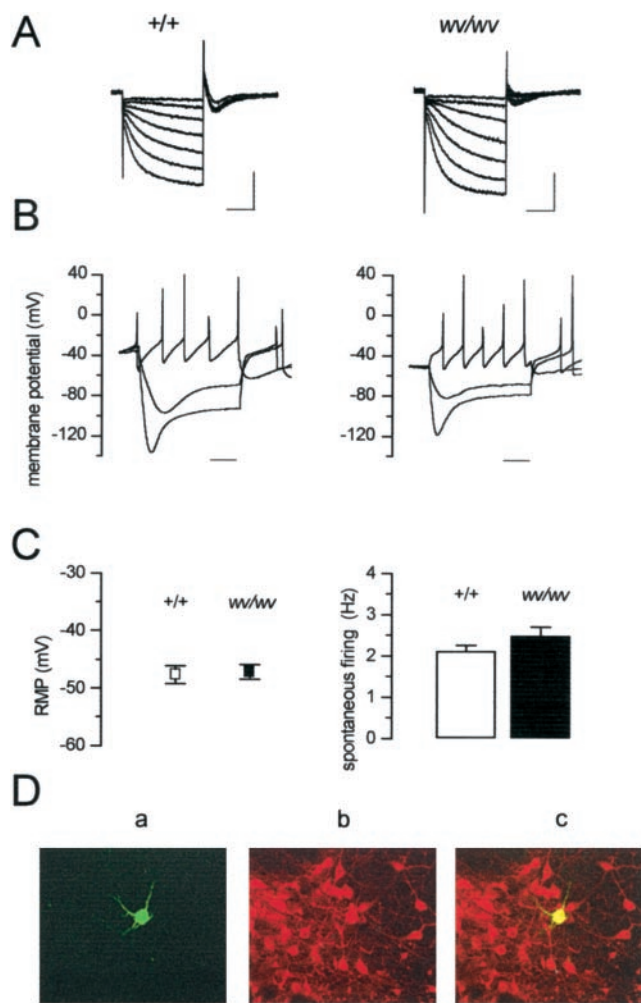 A
+/+
wv/wv
B
membrane potential (mV)
40
0
-40
-80
-120
40
0
-40
-80
-120
C
RMP (mV)
-30
-40
-50
-60
+/+
wv/wv
spontaneous firing (Hz)
4
3
2
1
0
+/+
wv/wv
D
a
b
c